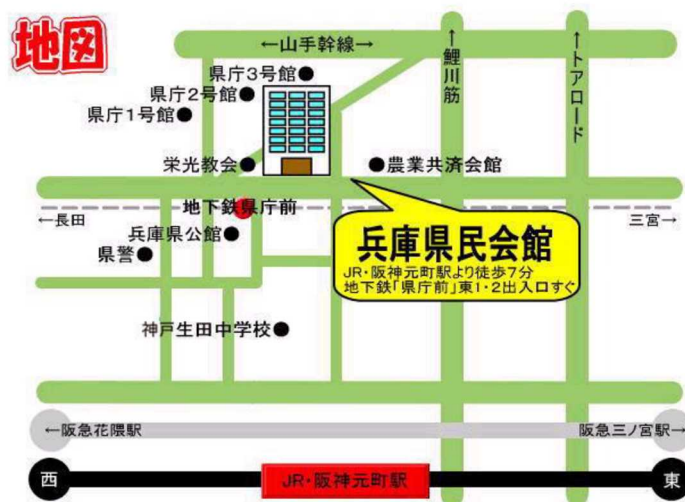 地図
←山手幹線→
↑鯉川筋
↑トアロード
県庁3号館
県庁2号館
県庁1号館
栄光教会
農業共済会館
地下鉄県庁前
←長田
三宮→
兵庫県公館
県警
兵庫県民会館
JR・阪神元町駅より徒歩7分
地下鉄「県庁前」東1・2出入口すぐ
神戸生田中学校
←阪急花隈駅
阪急三ノ宮駅→
西
JR・阪神元町駅
東